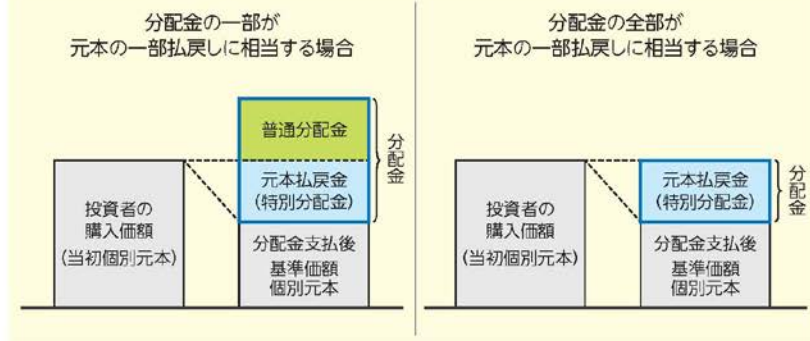 分配金の一部が
元本の一部払戻しに相当する場合
普通分配金
元本払戻金
(特別分配金)
分配金
投資者の
購入価額
(当初個別元本)
分配金支払後
基準価額
個別元本
分配金の全部が
元本の一部払戻しに相当する場合
元本払戻金
(特別分配金)
分配金
投資者の
購入価額
(当初個別元本)
分配金支払後
基準価額
個別元本